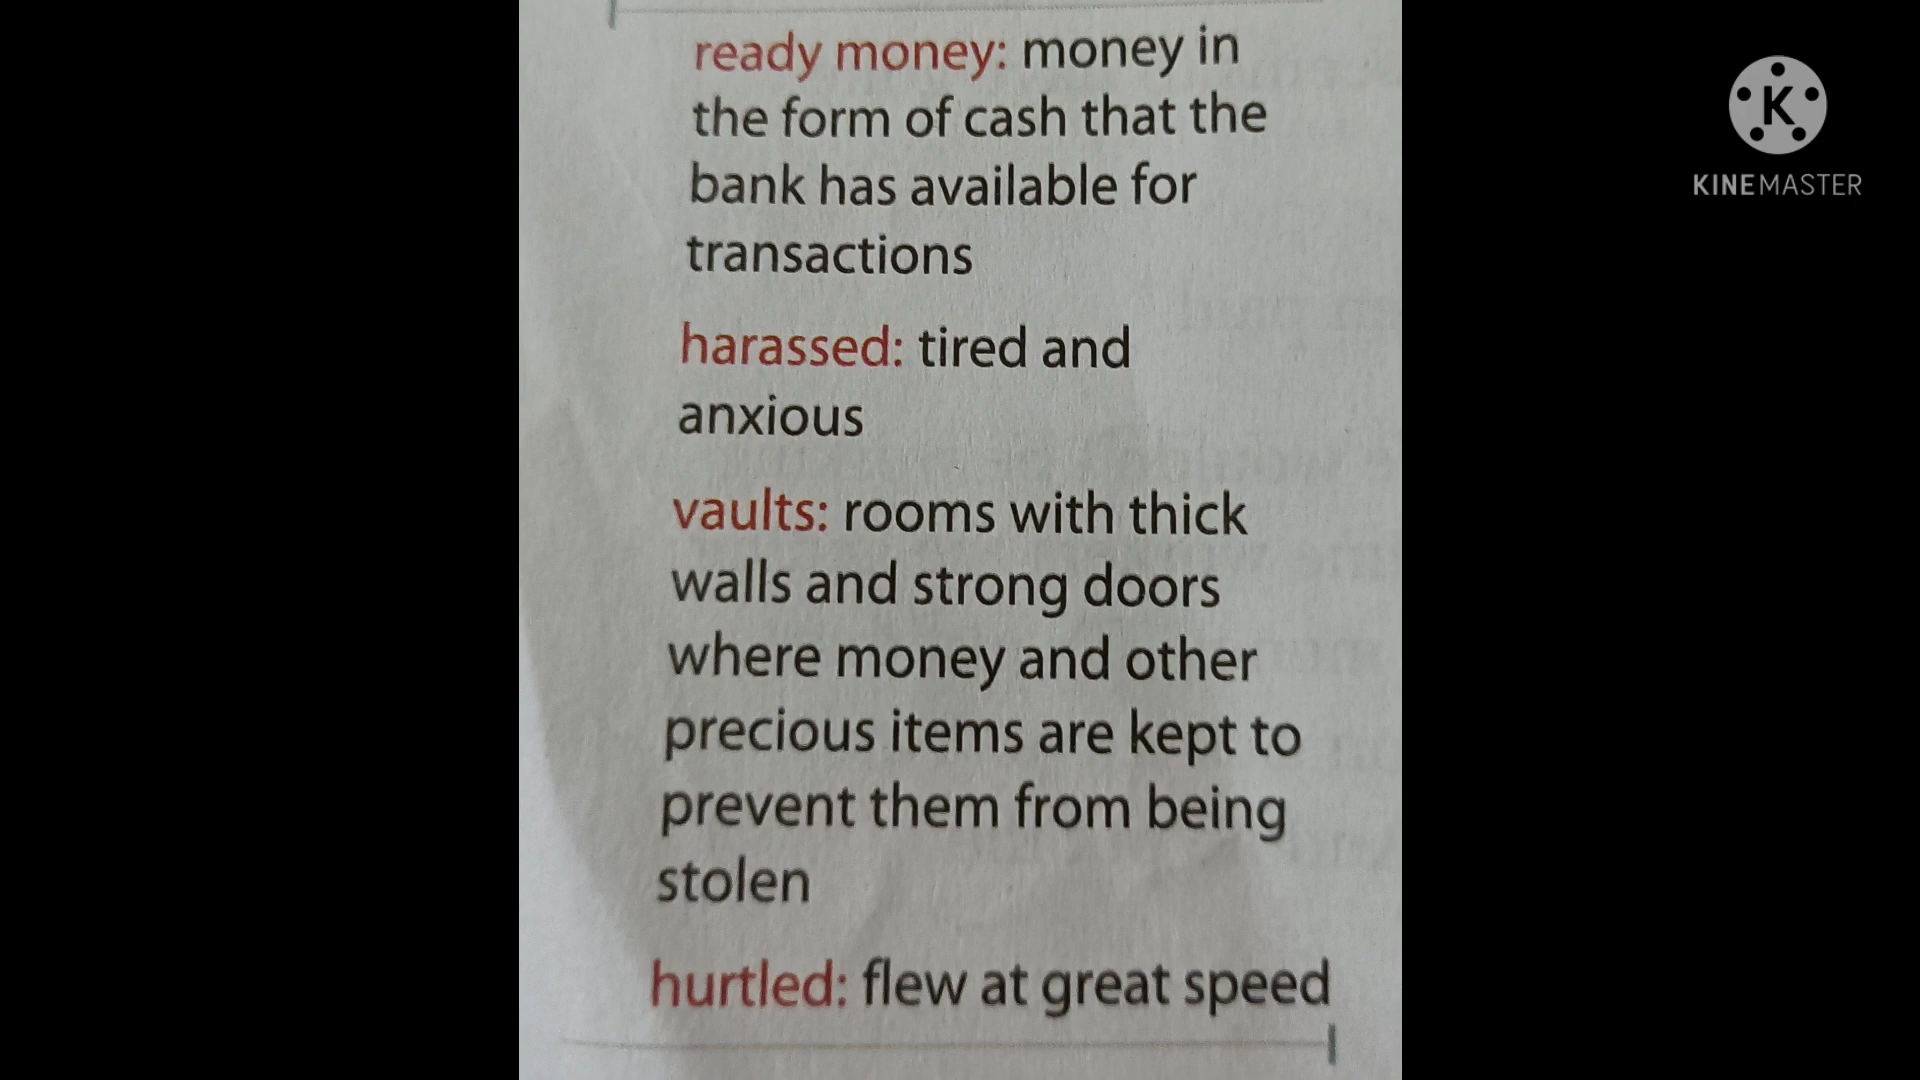 ready money: money in
the form of cash that the
bank has available for
transactions
harassed: tired and
anxious
vaults: rooms with thick
walls and strong doors
where money and other
precious items are kept to
prevent them from being
stolen
hurtled: flew at great speed
K
KINEMASTER